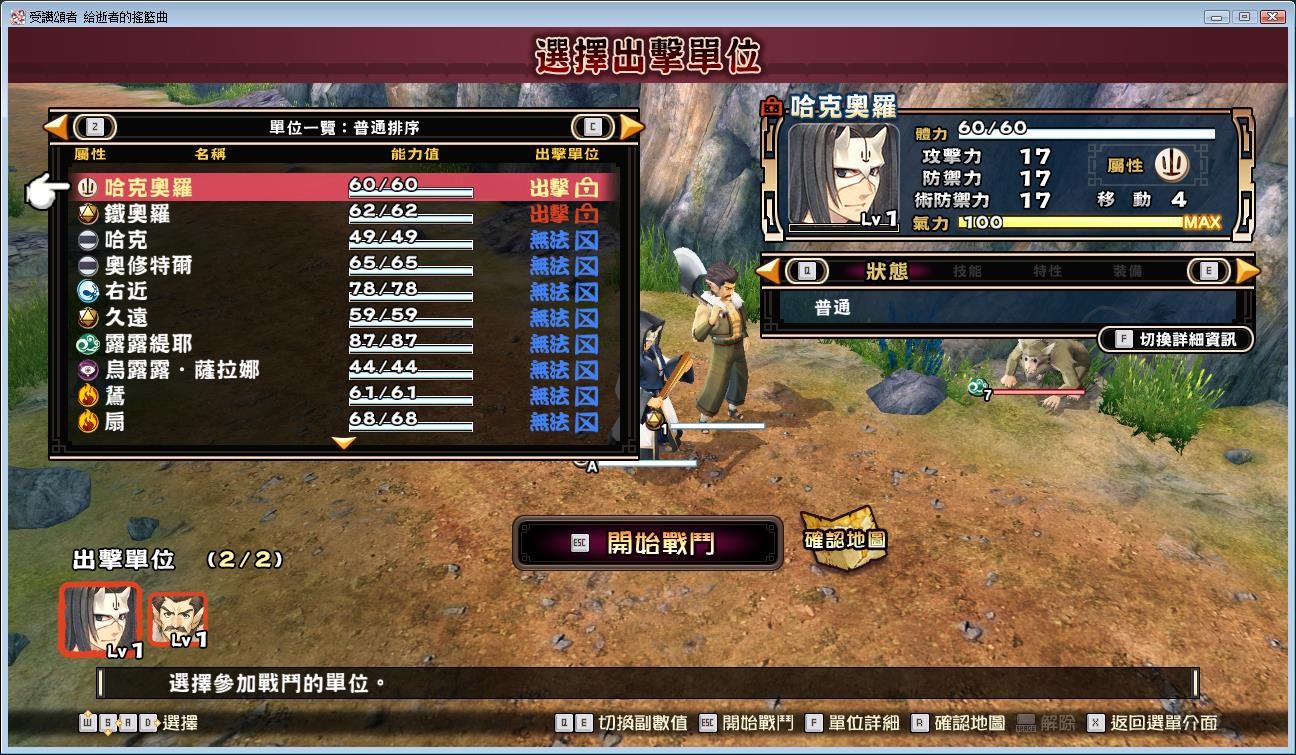 受讚頌者 給逝者的搖籃曲
選擇出擊單位
Z 單位一覽：普通排序 C
屬性 名稱 能力值 出擊單位
哈克奧羅 60/60 出擊
鐵奧羅 62/62 出擊
哈克 49/49 無法
奧修特爾 65/65 無法
右近 78/78 無法
久遠 59/59 無法
露露緹耶 87/87 無法
烏露露・薩拉娜 44/44 無法
鵟 61/61 無法
扇 68/68 無法
哈克奧羅
體力 60/60
攻擊力 17
防禦力 17
術防禦力 17
屬性
移 動 4
氣力 100 MAX
Lv 1
Q 狀態 技能 特性 裝備 E
普通
F 切換詳細資訊
7
1
A
ESC 開始戰鬥
確認地圖
出擊單位 (2/2)
Lv 1 Lv 1
選擇參加戰鬥的單位。
W S A D 選擇 Q E 切換副數值 ESC 開始戰鬥 F 單位詳細 R 確認地圖 解除 X 返回選單介面